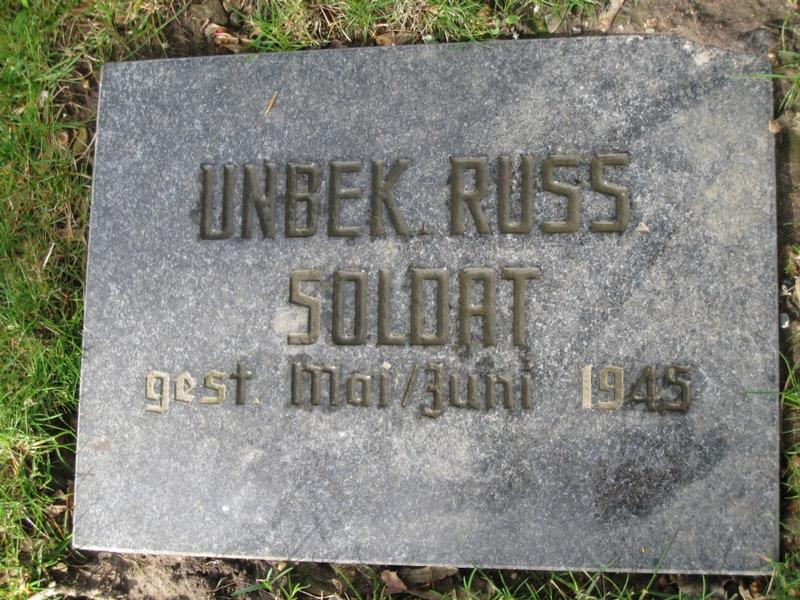 UNBEK. RUSS.
SOLDAT
gest. Mai/Juni 1945